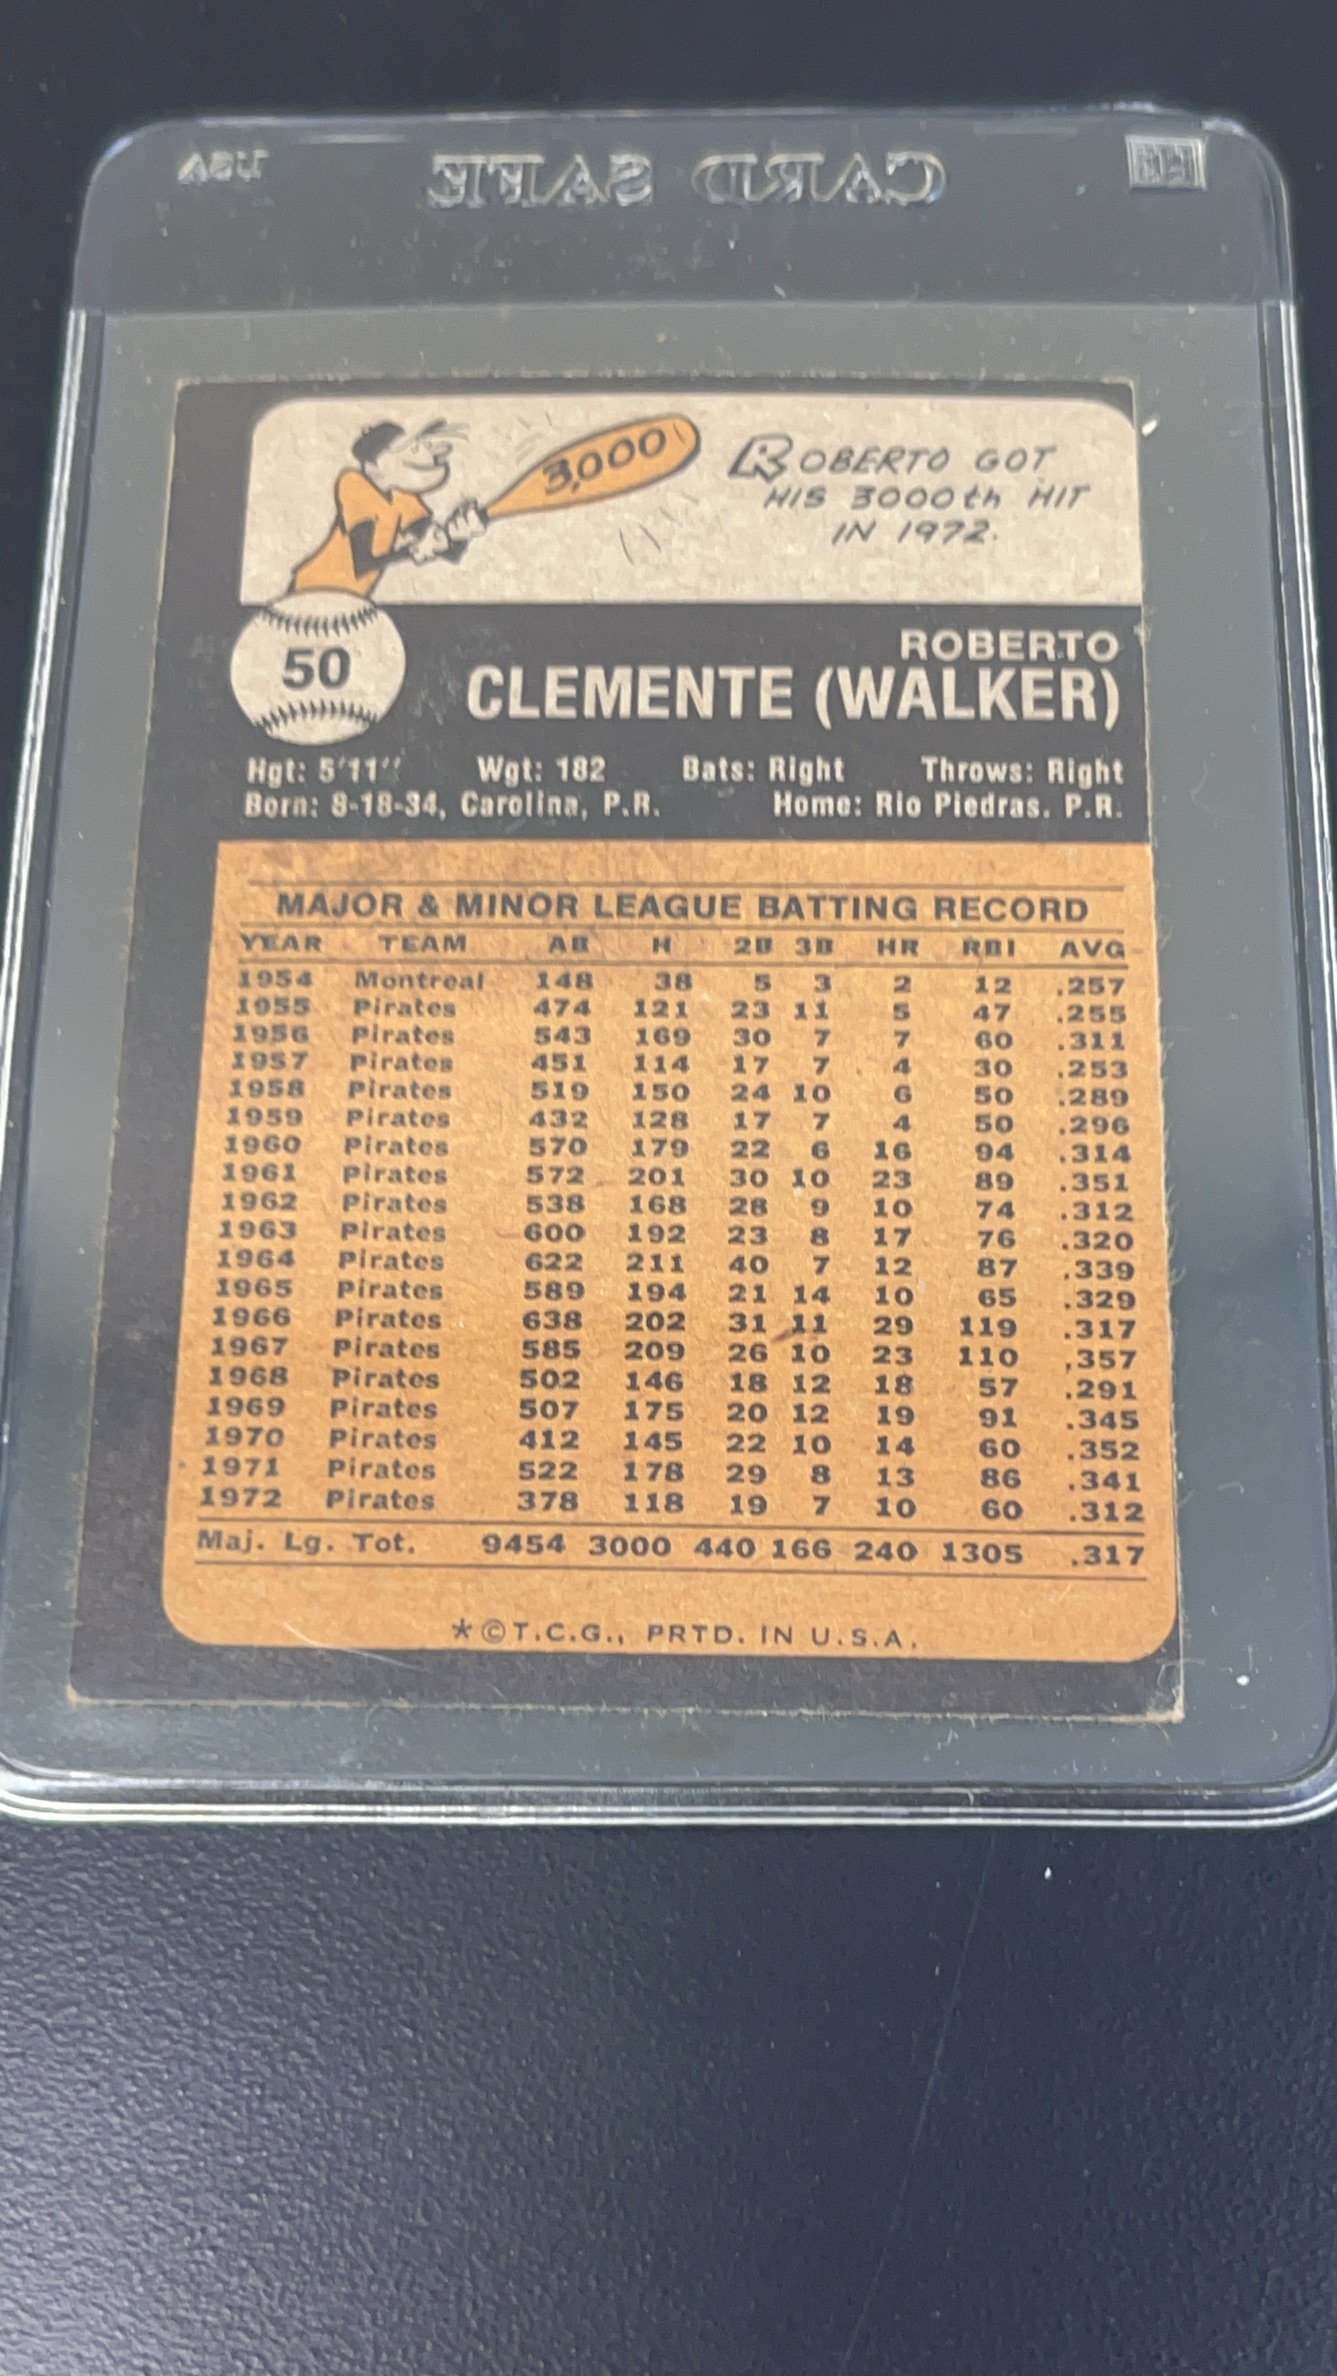 CARD SAFE
USA
3,000
ROBERTO GOT
HIS 3000th HIT
IN 1972.
50
ROBERTO
CLEMENTE (WALKER)
Hgt: 5'11" Wgt: 182 Bats: Right Throws: Right
Born: 8-18-34, Carolina, P.R. Home: Rio Piedras, P.R.
MAJOR & MINOR LEAGUE BATTING RECORD
YEAR TEAM AB H 2B 3B HR RBI AVG
1954 Montreal 148 38 5 3 2 12 .257
1955 Pirates 474 121 23 11 5 47 .255
1956 Pirates 543 169 30 7 7 60 .311
1957 Pirates 451 114 17 7 4 30 .253
1958 Pirates 519 150 24 10 6 50 .289
1959 Pirates 432 128 17 7 4 50 .296
1960 Pirates 570 179 22 6 16 94 .314
1961 Pirates 572 201 30 10 23 89 .351
1962 Pirates 538 168 28 9 10 74 .312
1963 Pirates 600 192 23 8 17 76 .320
1964 Pirates 622 211 40 7 12 87 .339
1965 Pirates 589 194 21 14 10 65 .329
1966 Pirates 638 202 31 11 29 119 .317
1967 Pirates 585 209 26 10 23 110 ,357
1968 Pirates 502 146 18 12 18 57 .291
1969 Pirates 507 175 20 12 19 91 .345
1970 Pirates 412 145 22 10 14 60 .352
1971 Pirates 522 178 29 8 13 86 .341
1972 Pirates 378 118 19 7 10 60 .312
Maj. Lg. Tot. 9454 3000 440 166 240 1305 .317
*©T.C.G., PRTD. IN U.S.A.